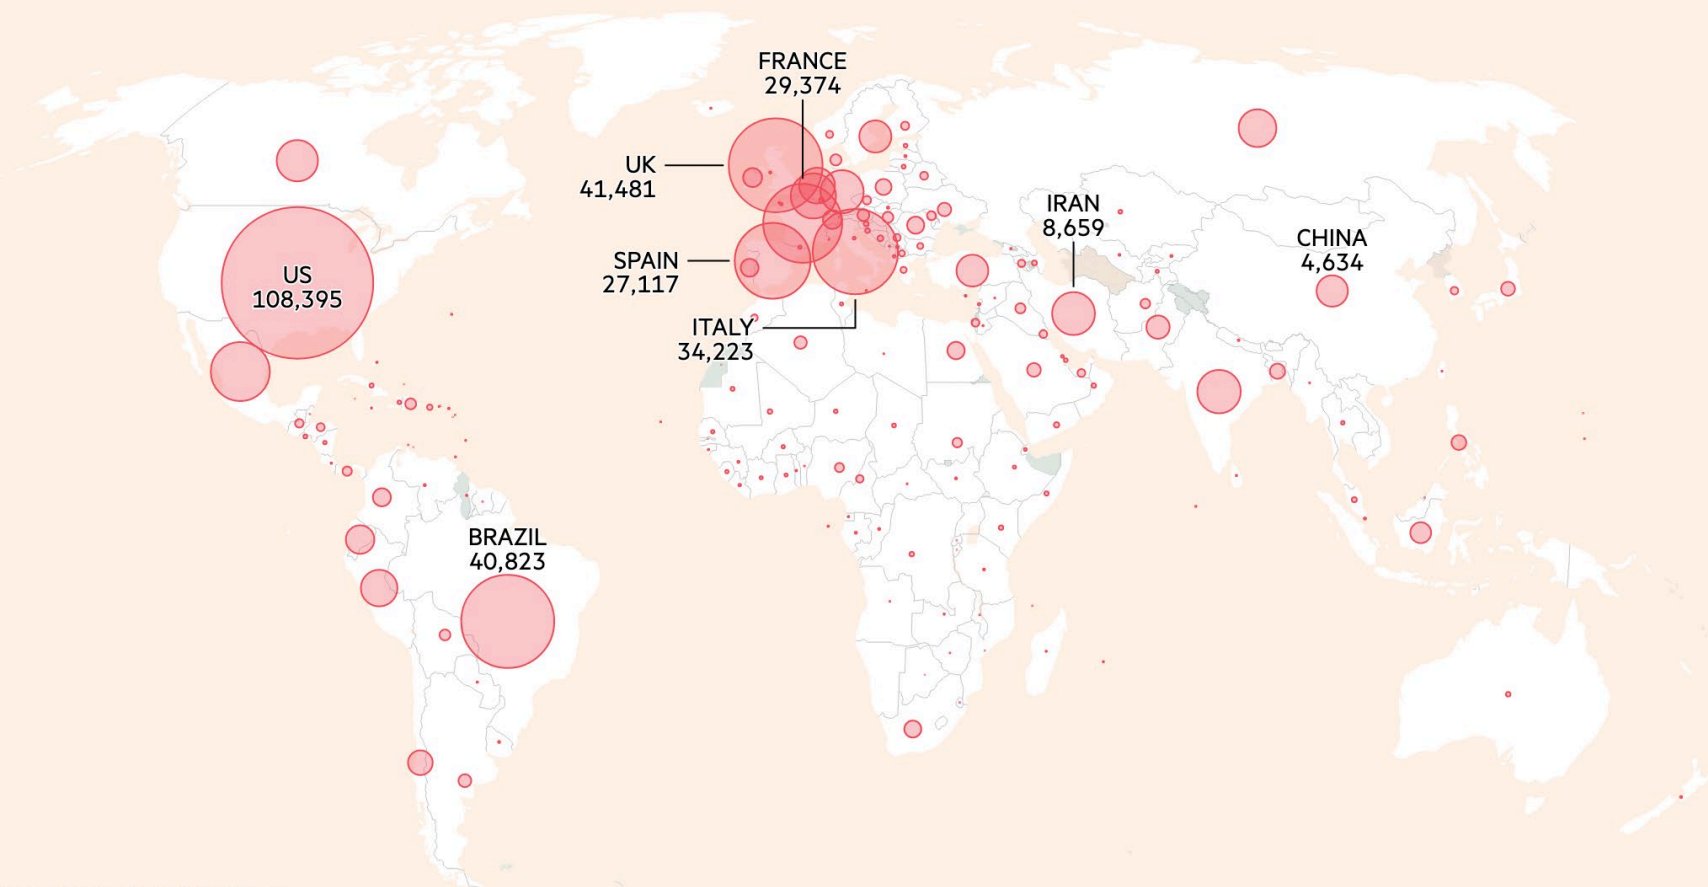 FRANCE
29,374
UK
41,481
SPAIN
27,117
ITALY
34,223
IRAN
8,659
CHINA
4,634
US
108,395
BRAZIL
40,823